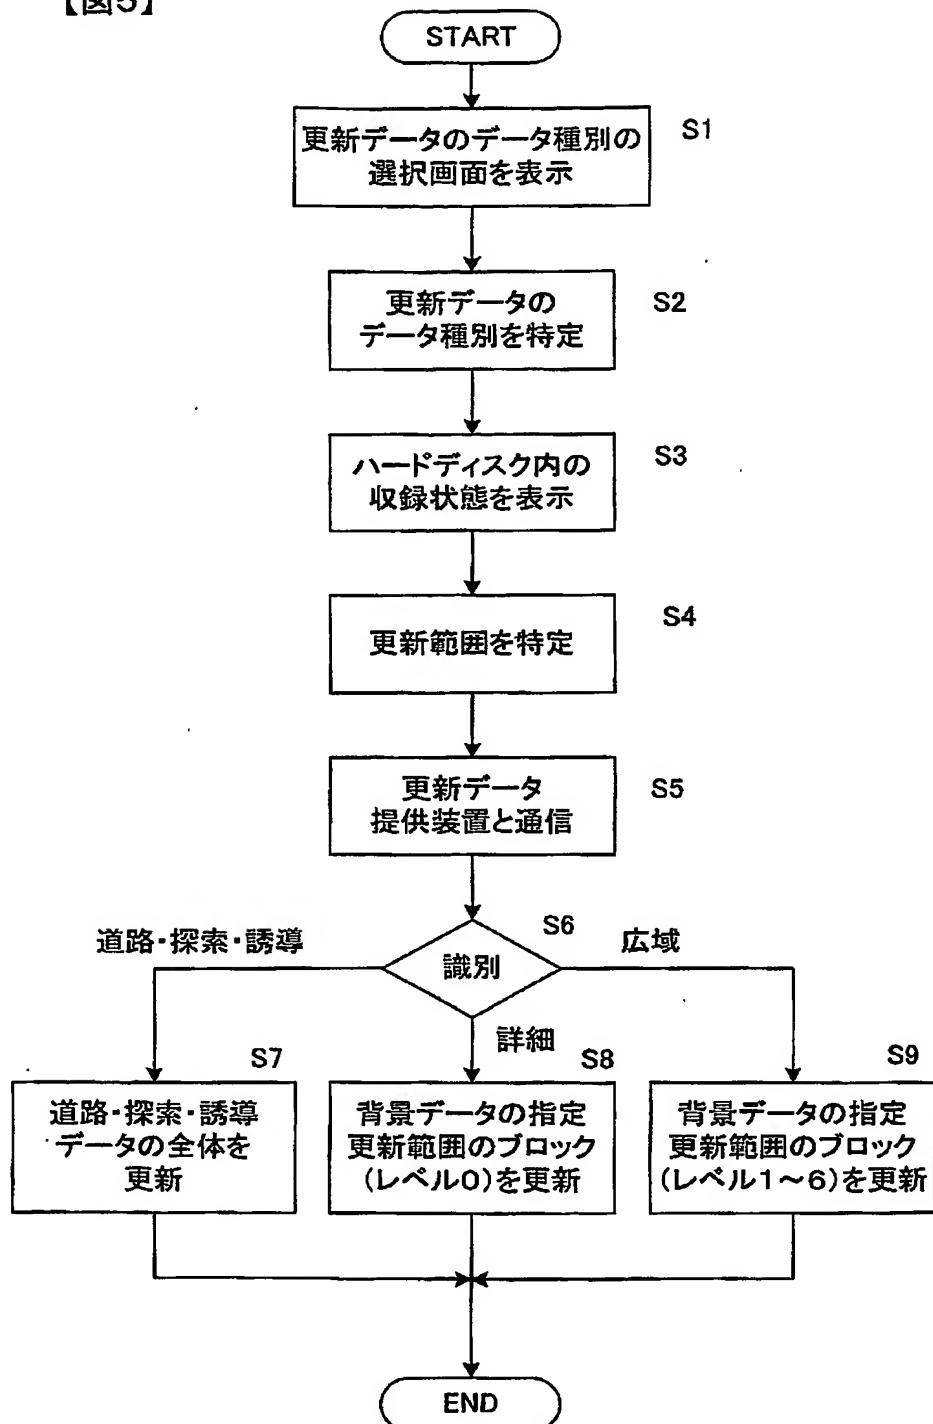 【図5】
START
更新データのデータ種別の
選択画面を表示
S1
更新データの
データ種別を特定
S2
ハードディスク内の
収録状態を表示
S3
更新範囲を特定
S4
更新データ
提供装置と通信
S5
S6
識別
道路・探索・誘導
詳細
広域
S7
道路・探索・誘導
データの全体を
更新
S8
背景データの指定
更新範囲のブロック
(レベル0)を更新
S9
背景データの指定
更新範囲のブロック
(レベル1～6)を更新
END